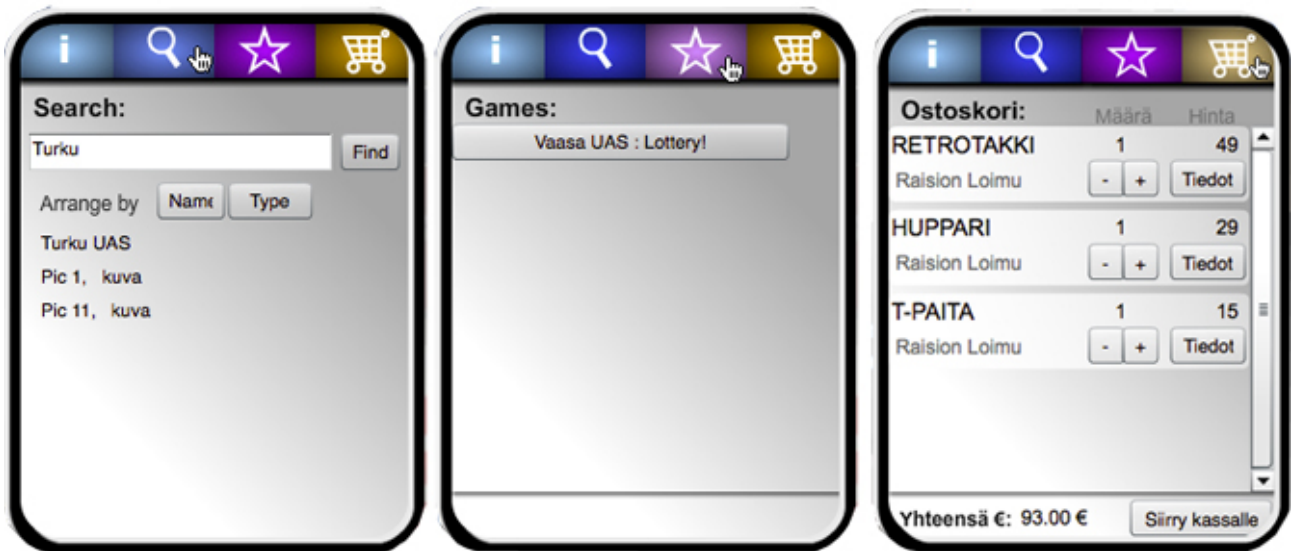 i
Search:
Turku
Find
Arrange by Name Type
Turku UAS
Pic 1, kuva
Pic 11, kuva
i
Games:
Vaasa UAS : Lottery!
i
Ostoskori: Määrä Hinta
RETROTAKKI 1 49
Raision Loimu - + Tiedot
HUPPARI 1 29
Raision Loimu - + Tiedot
T-PAITA 1 15
Raision Loimu - + Tiedot
Yhteensä €: 93.00 € Siirry kassalle